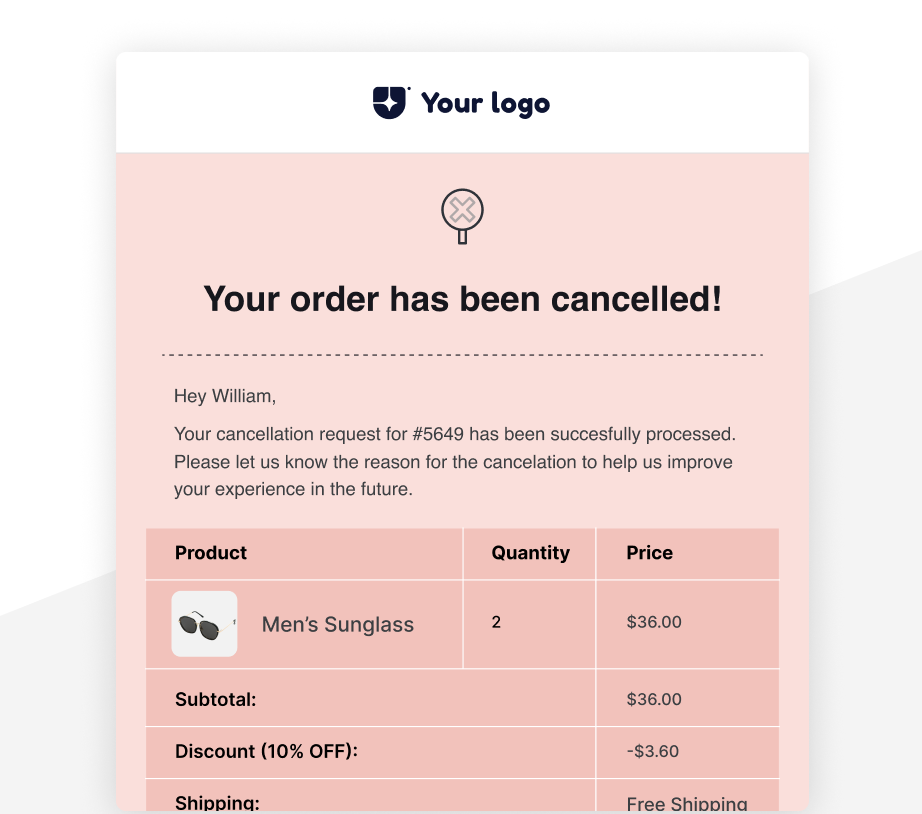 Your logo
Your order has been cancelled!
Hey William,
Your cancellation request for #5649 has been succesfully processed.
Please let us know the reason for the cancelation to help us improve
your experience in the future.
Product Quantity Price
Men’s Sunglass 2 $36.00
Subtotal: $36.00
Discount (10% OFF): -$3.60
Shipping: Free Shipping